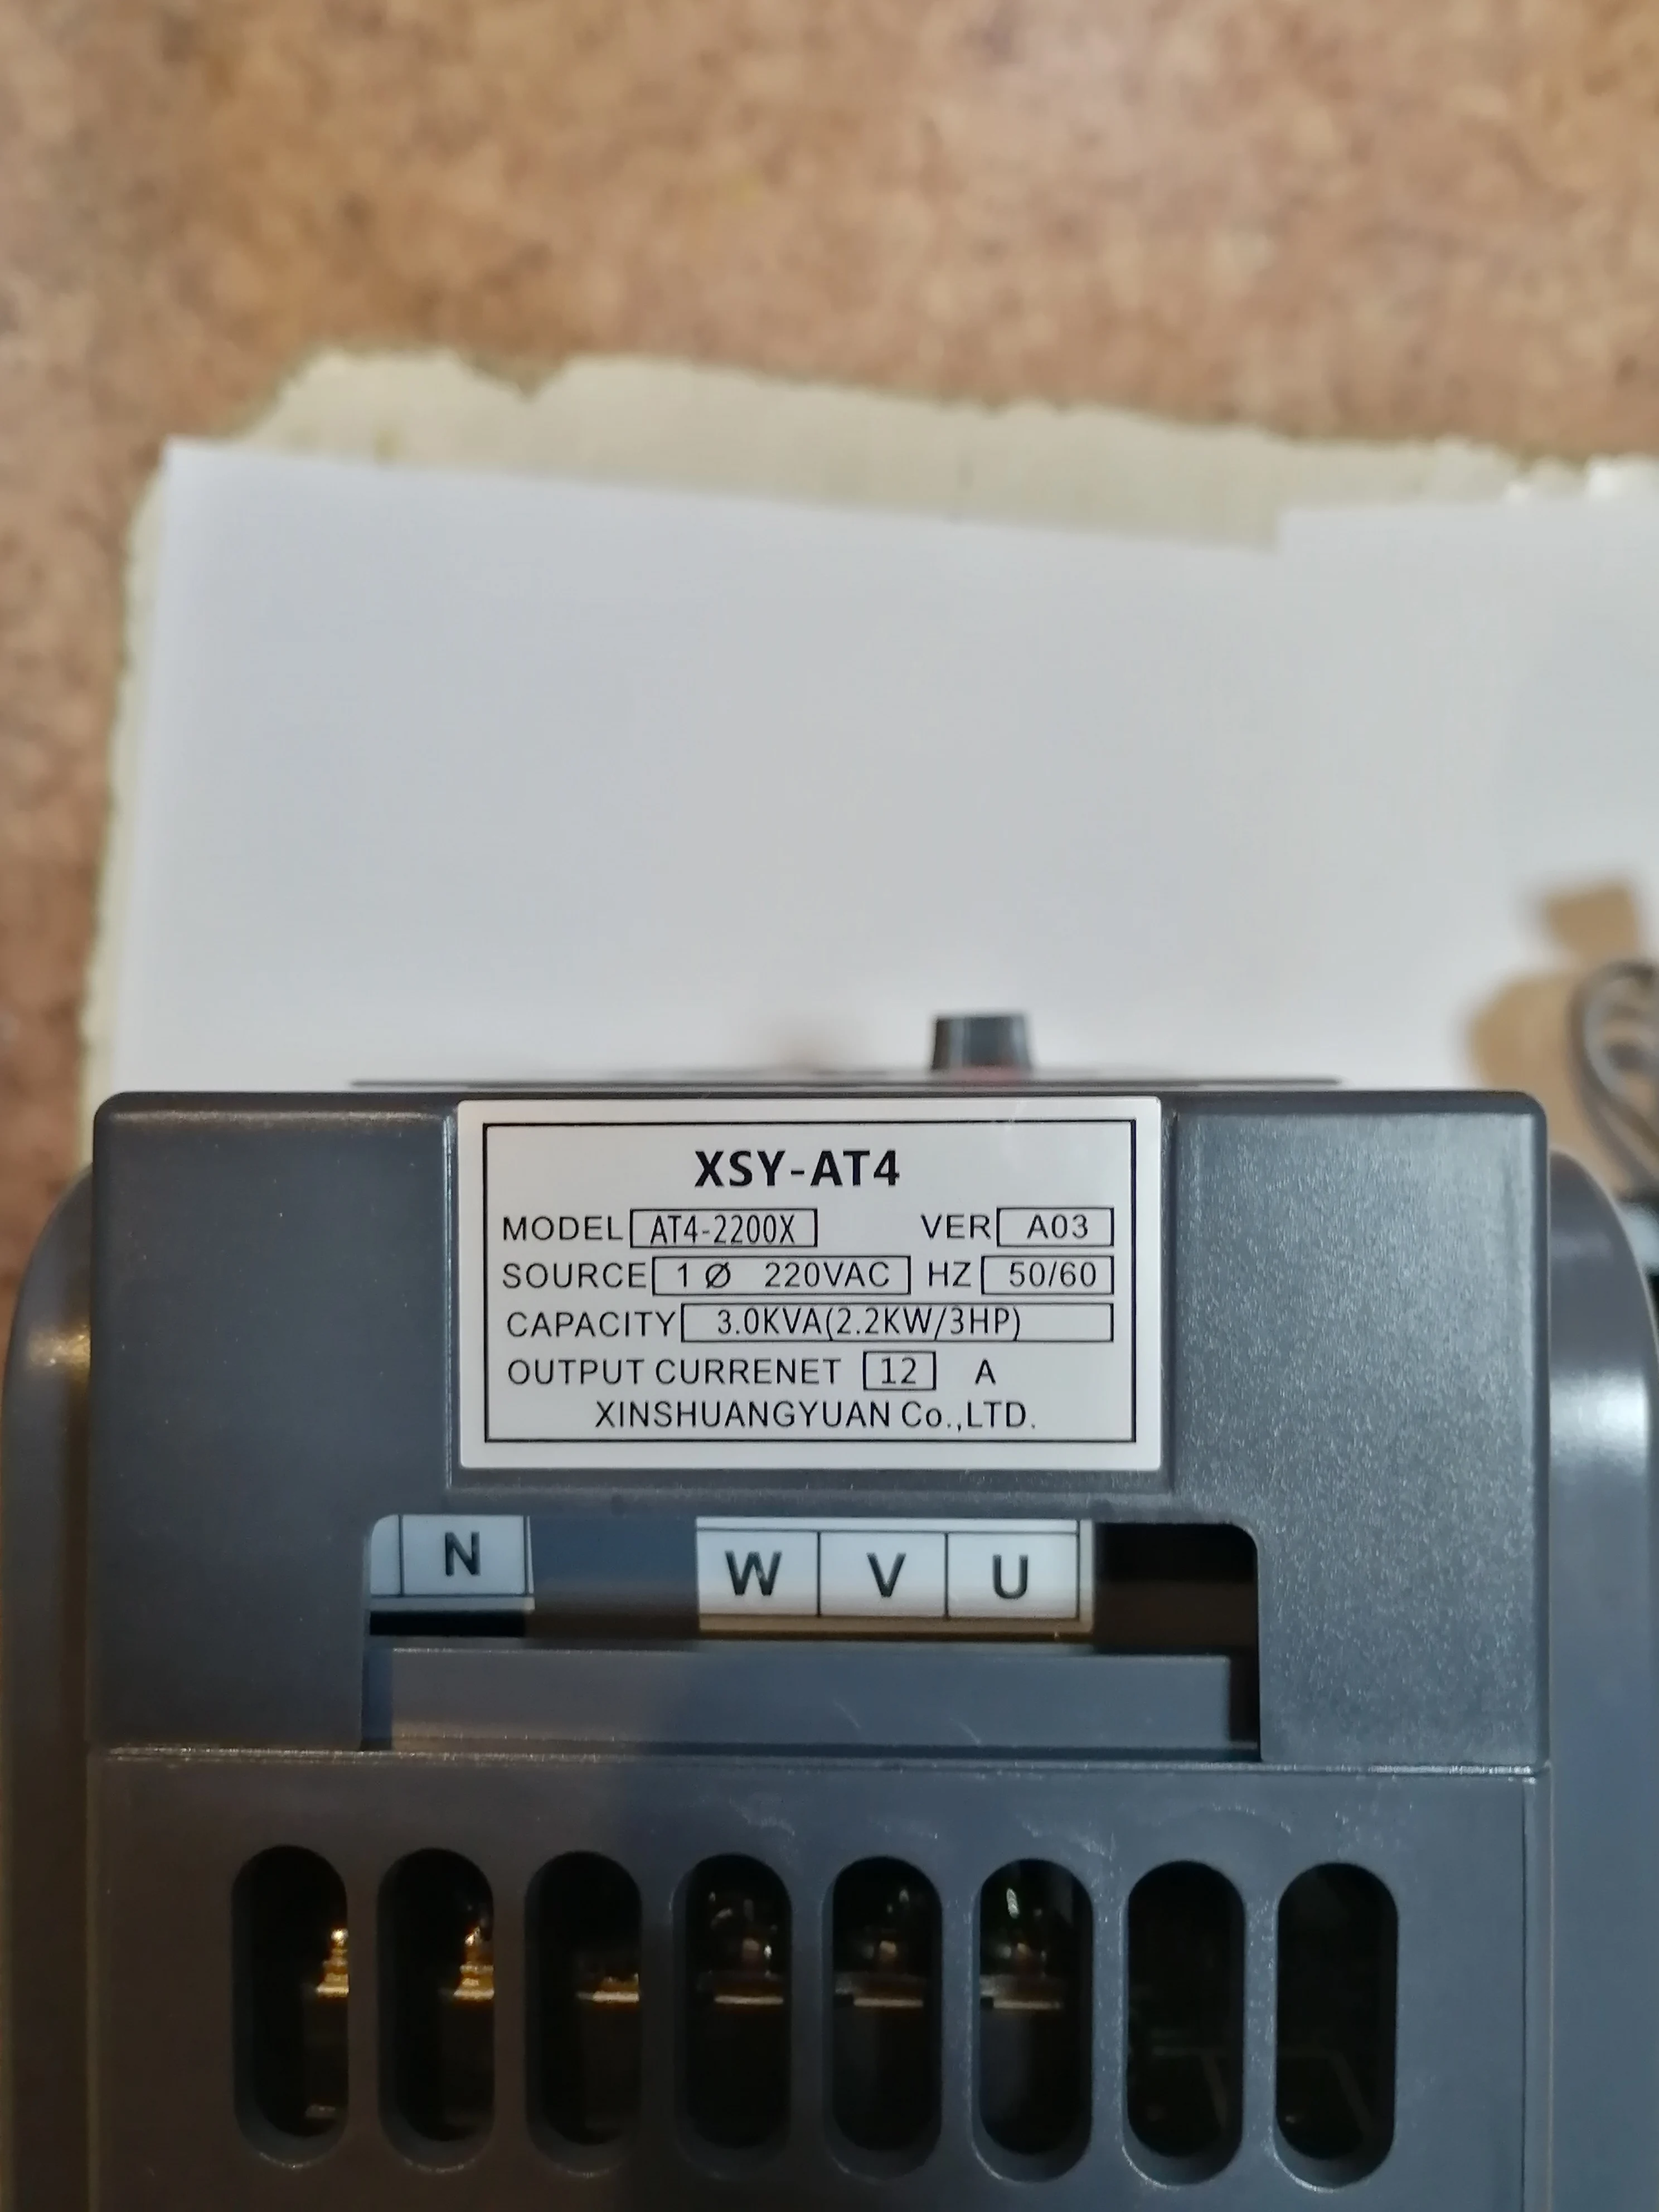 XSY-AT4
MODEL AT4-2200X VER A03
SOURCE 1 Ø 220VAC HZ 50/60
CAPACITY 3.0KVA(2.2KW/3HP)
OUTPUT CURRENET 12 A
XINSHUANGYUAN Co.,LTD.
N W V U